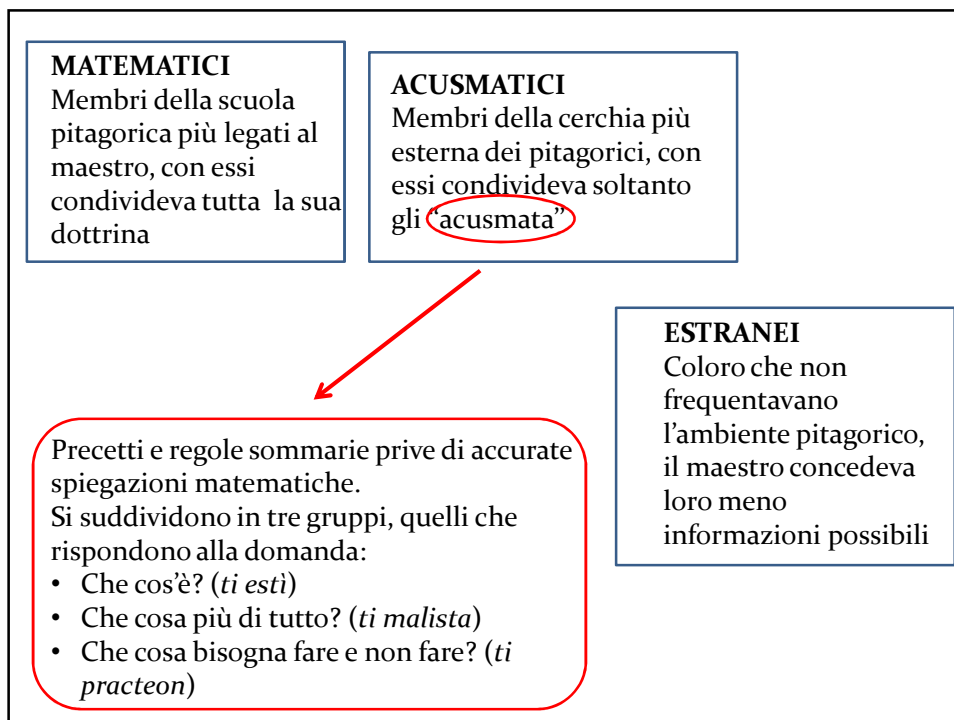 MATEMATICI
Membri della scuola
pitagorica più legati al
maestro, con essi
condivideva tutta la sua
dottrina
ACUSMATICI
Membri della cerchia più
esterna dei pitagorici, con
essi condivideva soltanto
gli “acusmata”
ESTRANEI
Coloro che non
frequentavano
l’ambiente pitagorico,
il maestro concedeva
loro meno
informazioni possibili
Precetti e regole sommarie prive di accurate
spiegazioni matematiche.
Si suddividono in tre gruppi, quelli che
rispondono alla domanda:
• Che cos’è? (ti estì)
• Che cosa più di tutto? (ti malista)
• Che cosa bisogna fare e non fare? (ti
practeon)